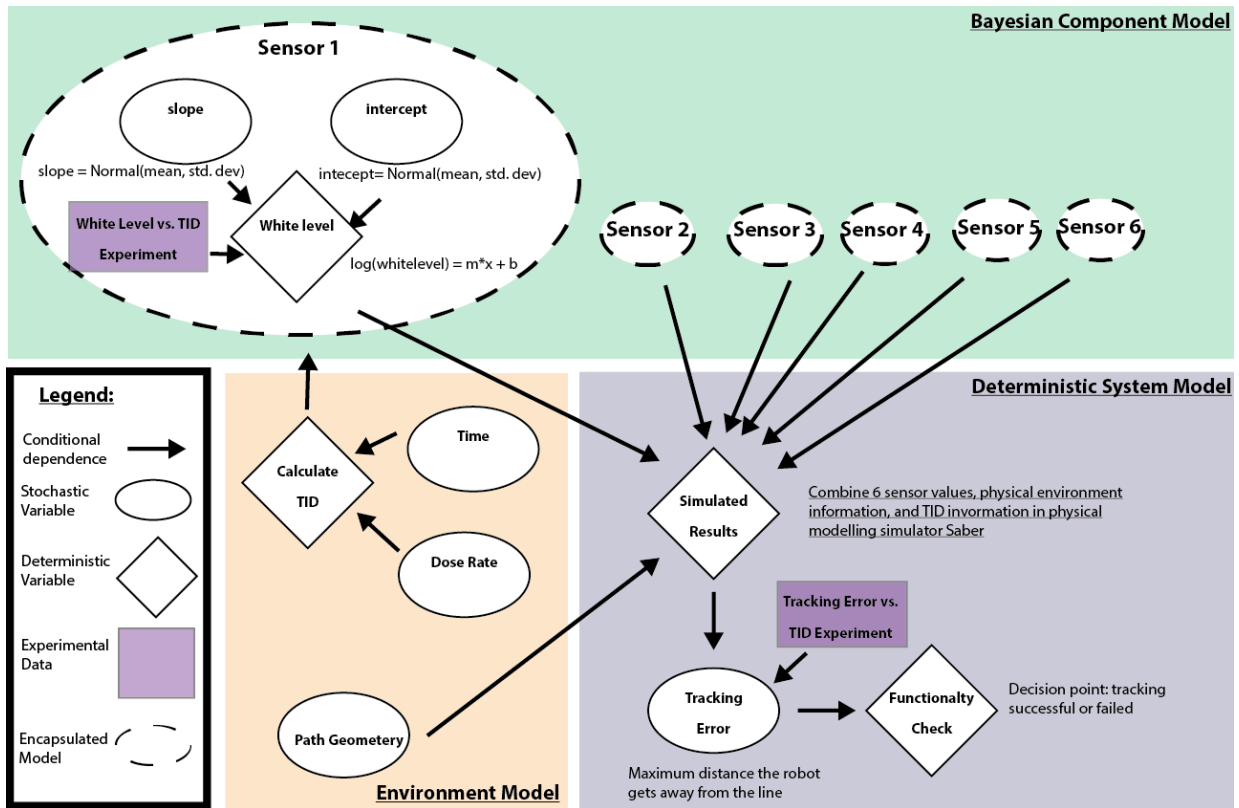 Bayesian Component Model
Sensor 1
slope
intercept
slope = Normal(mean, std. dev)
intecept= Normal(mean, std. dev)
White Level vs. TID
Experiment
White level
log(whitelevel) = m*x + b
Sensor 2
Sensor 3
Sensor 4
Sensor 5
Sensor 6
Legend:
Conditional
dependence
Stochastic
Variable
Deterministic
Variable
Experimental
Data
Encapsulated
Model
Time
Calculate
TID
Dose Rate
Path Geometery
Environment Model
Deterministic System Model
Simulated
Results
Combine 6 sensor values, physical environment
information, and TID invormation in physical
modelling simulator Saber
Tracking Error vs.
TID Experiment
Tracking
Error
Functionalty
Check
Decision point: tracking
successful or failed
Maximum distance the robot
gets away from the line